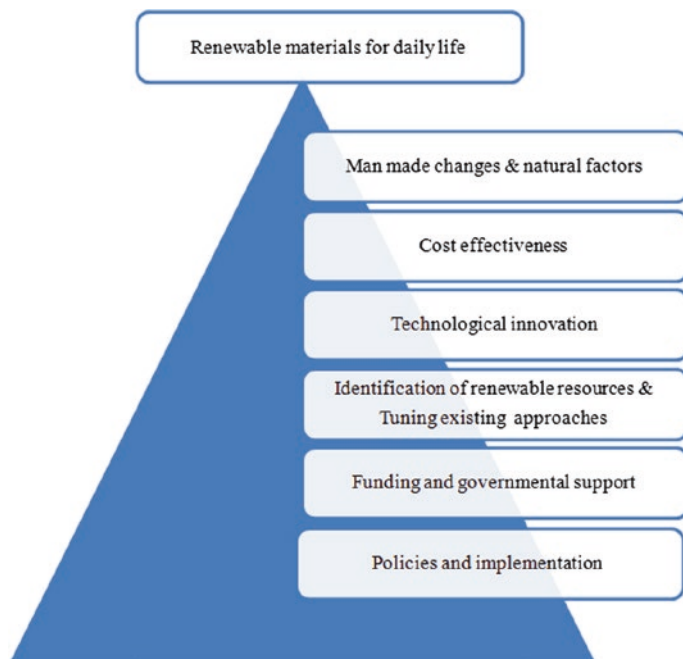 Renewable materials for daily life
Man made changes & natural factors
Cost effectiveness
Technological innovation
Identification of renewable resources &
Tuning existing approaches
Funding and governmental support
Policies and implementation